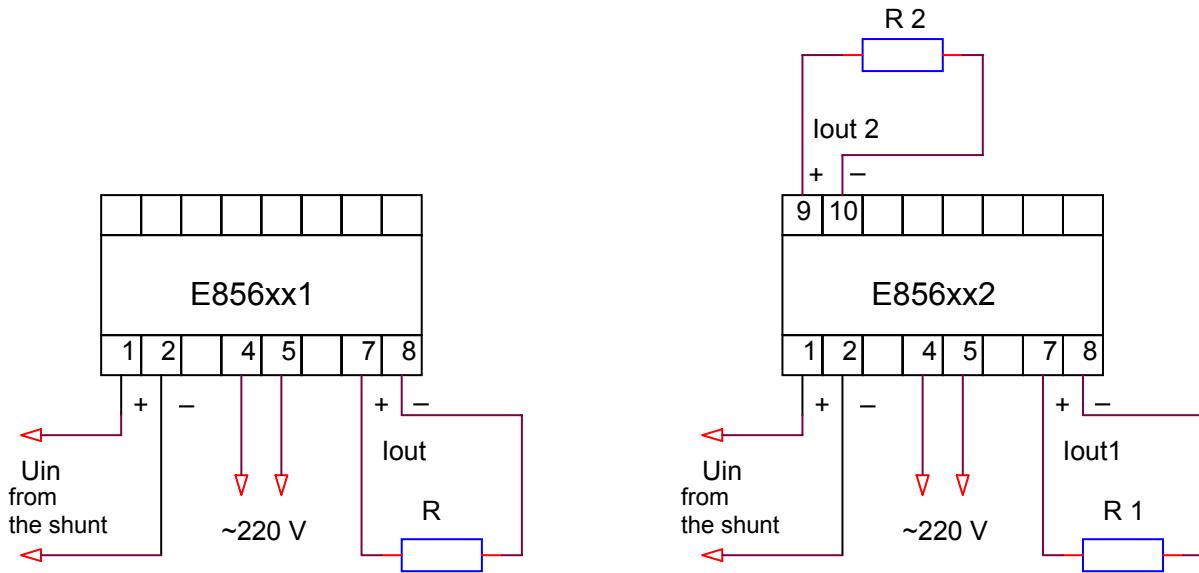 R 2
Iout 2
+ –
9 10
E856xx1
E856xx2
1 2 4 5 7 8
1 2 4 5 7 8
+ –
+ –
+ –
+ –
Iout
Iout1
Uin
from
the shunt
Uin
from
the shunt
~220 V
R
~220 V
R 1